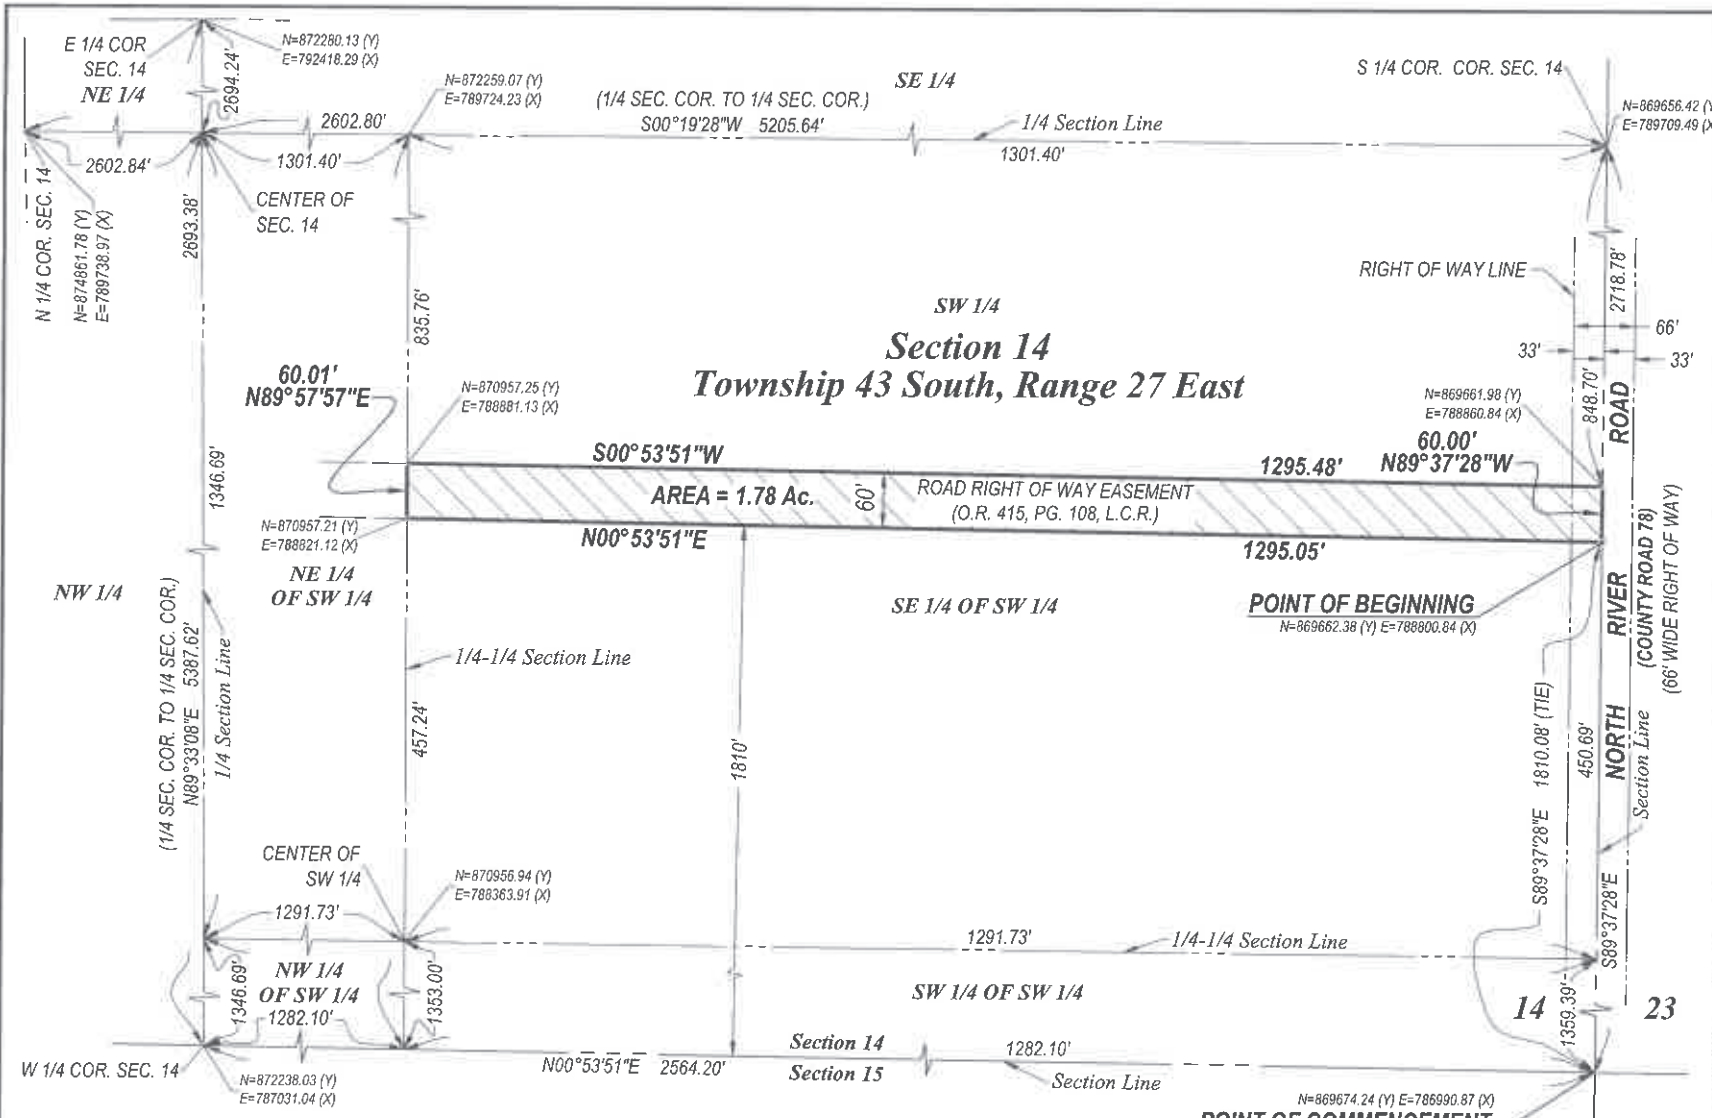 E 1/4 COR
SEC. 14
NE 1/4
N=872280.13 (Y)
E=792418.29 (X)
2694.24'
N=872259.07 (Y)
E=789724.23 (X)
SE 1/4
S 1/4 COR. COR. SEC. 14
N=869656.42 (Y)
E=789709.49 (X)
(1/4 SEC. COR. TO 1/4 SEC. COR.)
S00°19'28"W 5205.64'
1/4 Section Line
2602.80'
2602.84'
1301.40'
1301.40'
N 1/4 COR. SEC. 14
N=874861.78 (Y)
E=789738.97 (X)
CENTER OF
SEC. 14
2693.38'
835.76'
RIGHT OF WAY LINE
2718.78'
66'
33'
33'
SW 1/4
Section 14
Township 43 South, Range 27 East
60.01'
N89°57'57"E
N=870957.25 (Y)
E=788881.13 (X)
N=869661.98 (Y)
E=788860.84 (X)
848.70'
60.00'
N89°37'28"W
S00°53'51"W
1295.48'
1346.69'
AREA = 1.78 Ac.
60'
ROAD RIGHT OF WAY EASEMENT
(O.R. 415, PG. 108, L.C.R.)
N=870957.21 (Y)
E=788821.12 (X)
N00°53'51"E
1295.05'
NE 1/4
OF SW 1/4
NW 1/4
SE 1/4 OF SW 1/4
POINT OF BEGINNING
N=869662.38 (Y) E=788800.84 (X)
NORTH RIVER ROAD
(COUNTY ROAD 78)
(66' WIDE RIGHT OF WAY)
(1/4 SEC. COR. TO 1/4 SEC. COR.)
N89°33'08"E 5387.62'
1/4 Section Line
1/4-1/4 Section Line
457.24'
1810'
S89°37'28"E 1810.08' (TIE)
450.69'
Section Line
S89°37'28"E
CENTER OF
SW 1/4
N=870956.94 (Y)
E=788363.91 (X)
1291.73'
1291.73'
1/4-1/4 Section Line
NW 1/4
OF SW 1/4
1346.69'
1353.00'
SW 1/4 OF SW 1/4
1359.39'
14
23
1282.10'
W 1/4 COR. SEC. 14
N=872238.03 (Y)
E=787031.04 (X)
N00°53'51"E 2564.20'
Section 14
Section 15
1282.10'
Section Line
N=869674.24 (Y) E=786990.87 (X)
POINT OF COMMENCEMENT